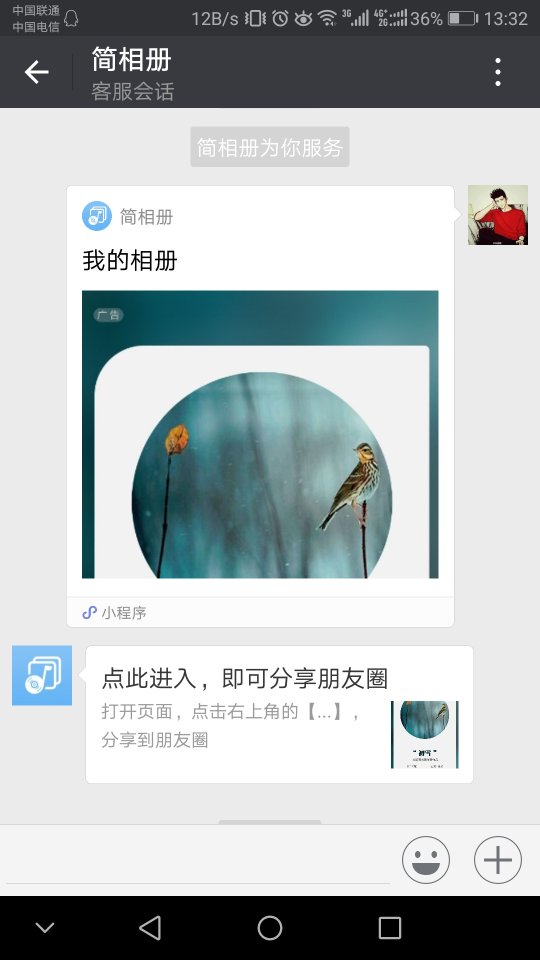 中国联通
中国电信
12B/s
3G
4G+
2G
36%
13:32
简相册
客服会话
简相册为你服务
简相册
我的相册
广告
小程序
点此进入，即可分享朋友圈
打开页面，点击右上角的【...】，
分享到朋友圈